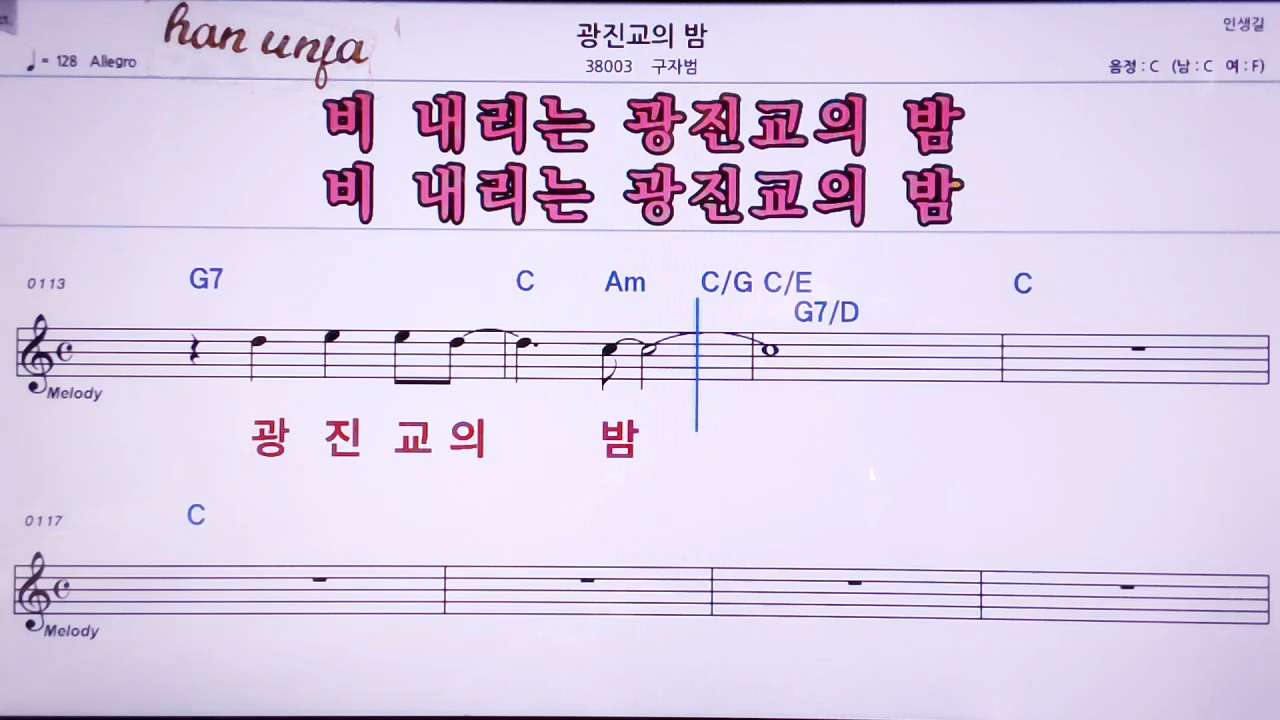 han unfa
광진교의 밤
인생길
♩= 128 Allegro
38003 구자범
음정 : C (남 : C 여 : F)
비 내리는 광진교의 밤
비 내리는 광진교의 밤
0113 G7 C Am C/G C/E C
G7/D
Melody
광 진 교 의 밤
0117 C
Melody